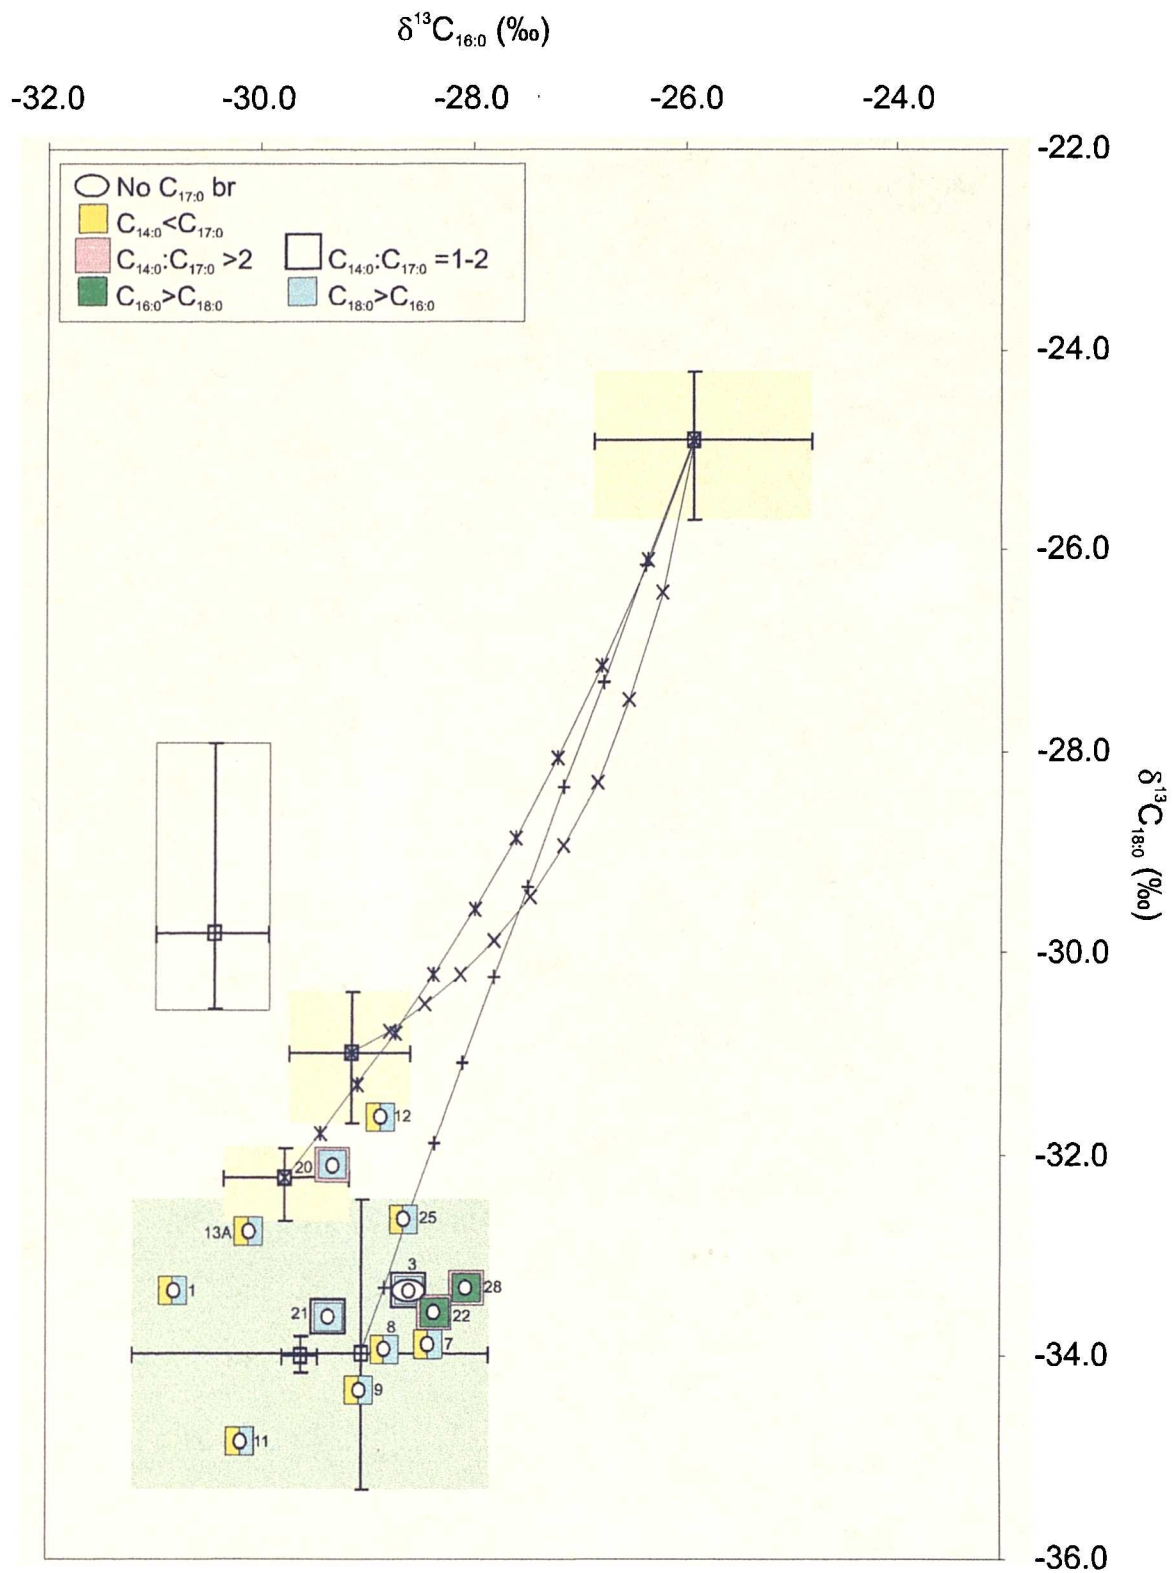 δ¹³C₁₆:₀ (‰)
-32.0 -30.0 -28.0 -26.0 -24.0
No C₁₇:₀ br
C₁₄:₀<C₁₇:₀
C₁₄:₀:C₁₇:₀ >2 C₁₄:₀:C₁₇:₀ =1-2
C₁₆:₀>C₁₈:₀ C₁₈:₀>C₁₆:₀
-22.0
-24.0
-26.0
-28.0
δ¹³C₁₈:₀ (‰)
-30.0
12
-32.0
20
25
13A
3
28
1
21
22
8
7
-34.0
9
11
-36.0